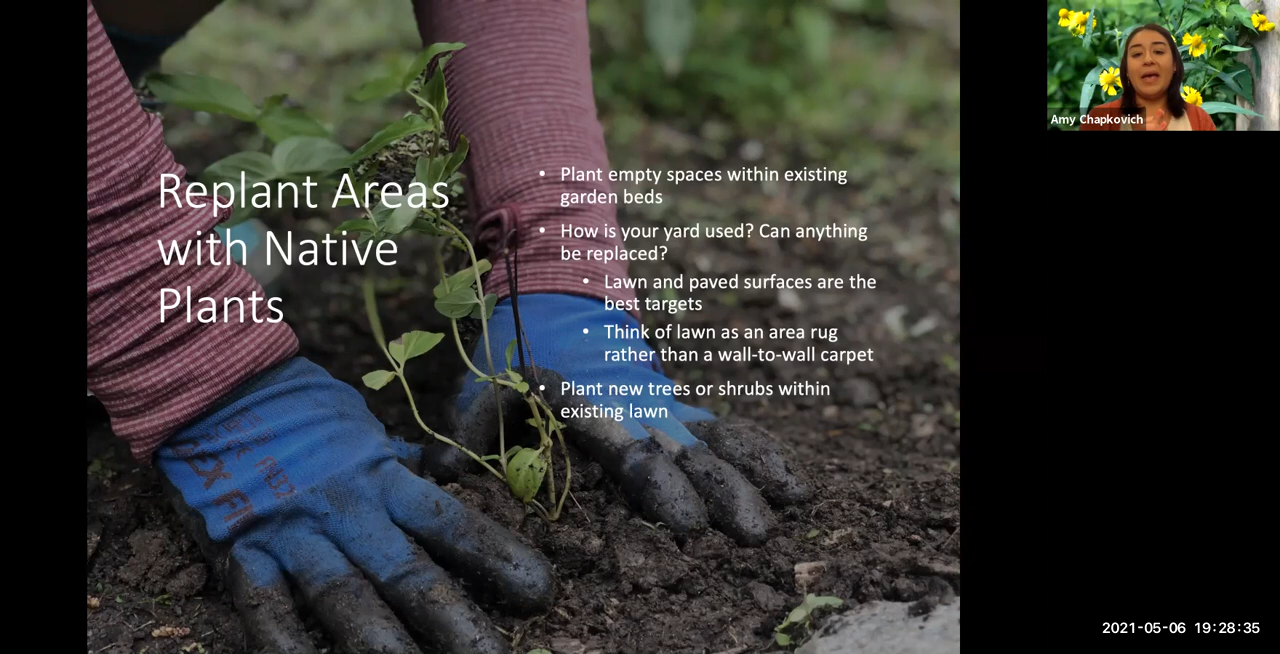 Replant Areas
with Native
Plants
• Plant empty spaces within existing
garden beds
• How is your yard used? Can anything
be replaced?
• Lawn and paved surfaces are the
best targets
• Think of lawn as an area rug
rather than a wall-to-wall carpet
• Plant new trees or shrubs within
existing lawn
Amy Chapkovich
2021-05-06 19:28:35